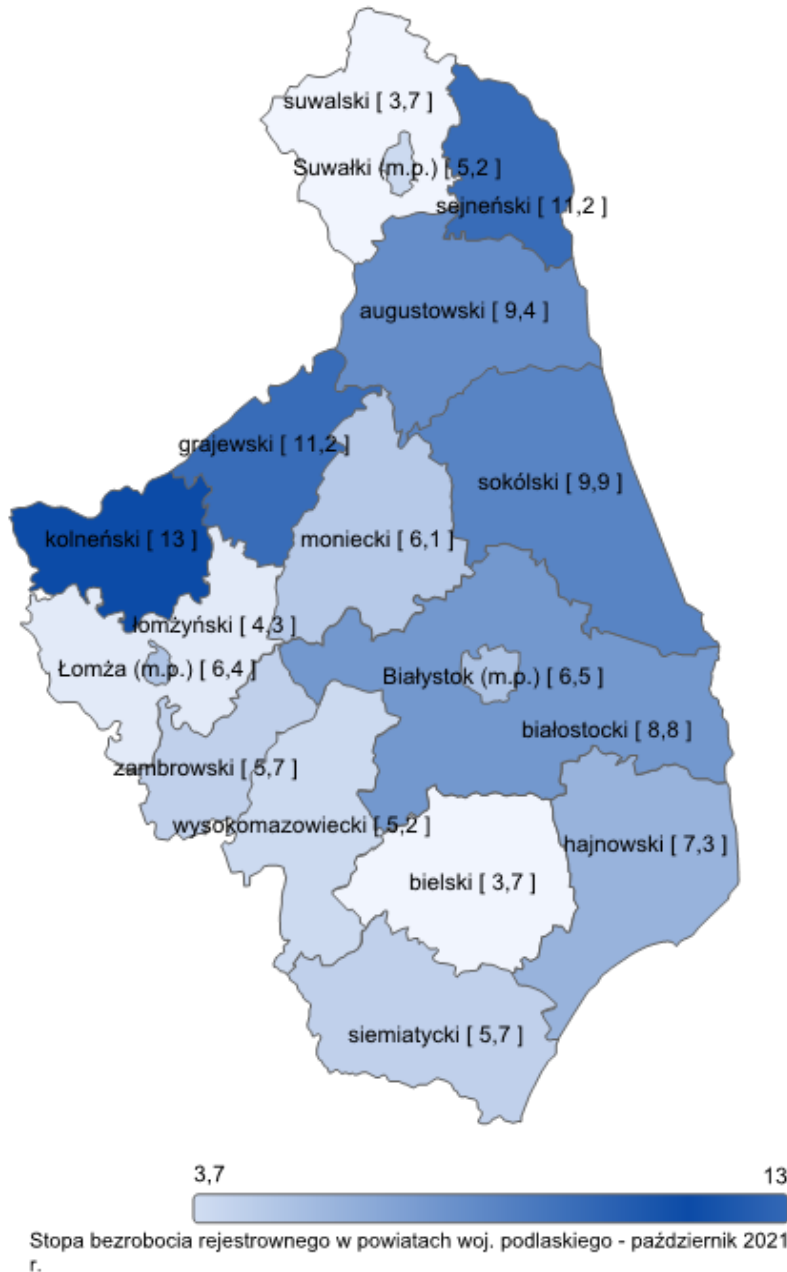 suwalski [ 3,7 ]
Suwałki (m.p.) [ 5,2 ]
sejneński [ 11,2 ]
augustowski [ 9,4 ]
grajewski [ 11,2 ]
sokólski [ 9,9 ]
kolneński [ 13 ]
moniecki [ 6,1 ]
łomżyński [ 4,3 ]
Łomża (m.p.) [ 6,4 ]
Białystok (m.p.) [ 6,5 ]
białostocki [ 8,8 ]
zambrowski [ 5,7 ]
wysokomazowiecki [ 5,2 ]
hajnowski [ 7,3 ]
bielski [ 3,7 ]
siemiatycki [ 5,7 ]
3,7
13
Stopa bezrobocia rejestrownego w powiatach woj. podlaskiego - październik 2021
r.